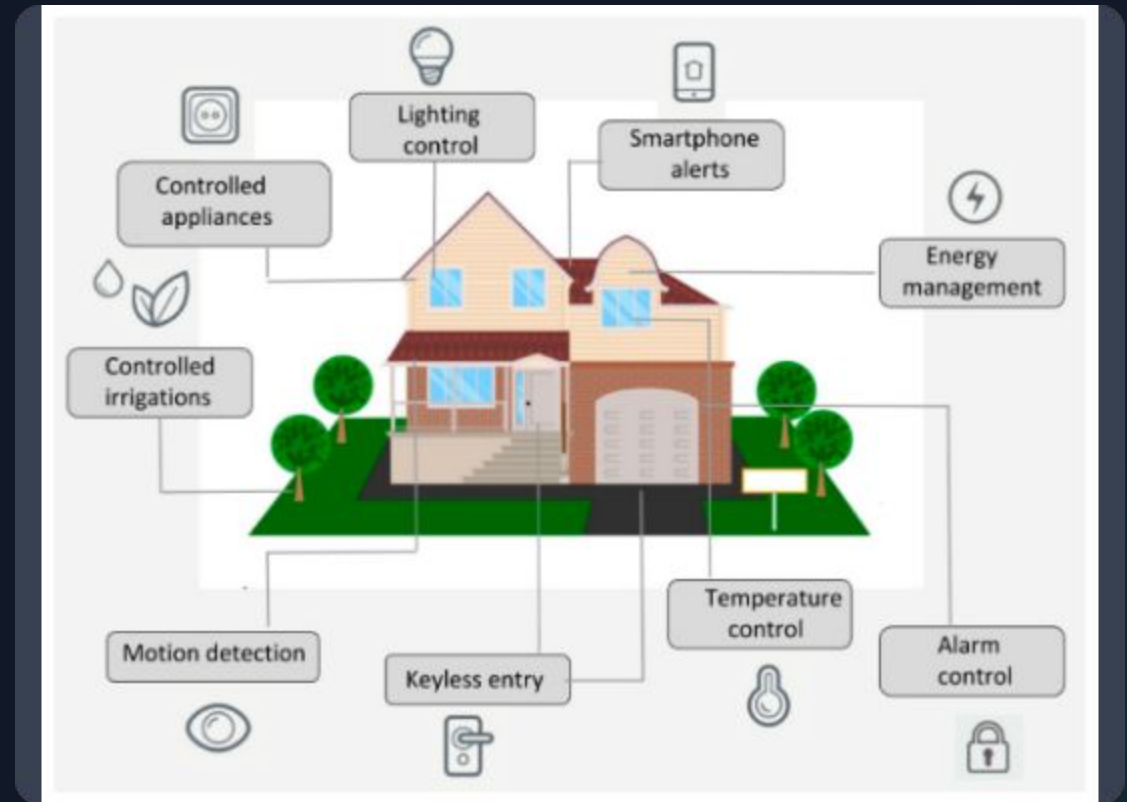 Lighting
control
Smartphone
alerts
Controlled
appliances
Energy
management
Controlled
irrigations
Temperature
control
Motion detection
Keyless entry
Alarm
control